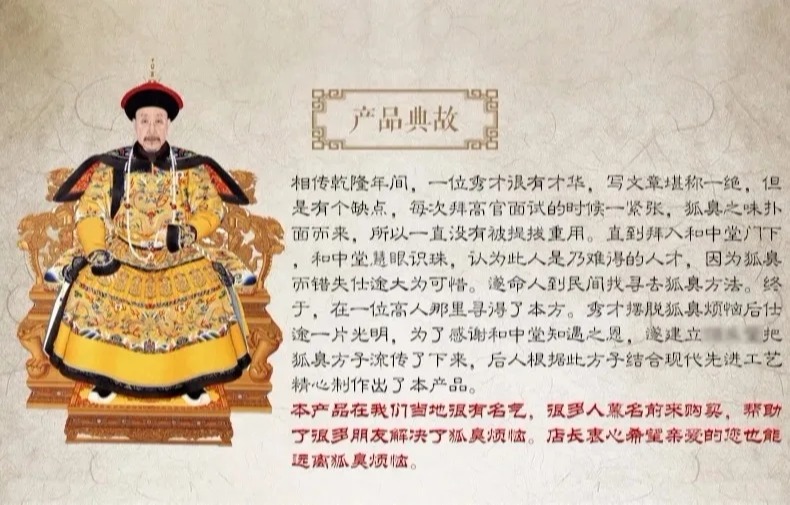 产品典故
相传乾隆年间，一位秀才很有才华，写文章堪称一绝，但
是有个缺点，每次拜高官面试的时候一紧张，狐臭之味扑
面而来，所以一直没有被提拔重用。直到拜入和中堂门下
，和中堂慧眼识珠，认为此人是乃难得的人才，因为狐臭
而错失仕途大为可惜。遂命人到民间找寻去狐臭方法。终
于，在一位高人那里寻得了本方。秀才摆脱狐臭烦恼后仕
途一片光明，为了感谢和中堂知遇之恩，遂建立把
狐臭方子流传了下来，后人根据此方子结合现代先进工艺
精心制作出了本产品。
本产品在我们当地很有名气，很多人慕名前来购买，帮助
了很多朋友解决了狐臭烦恼。店长衷心希望亲爱的您也能
远离狐臭烦恼。